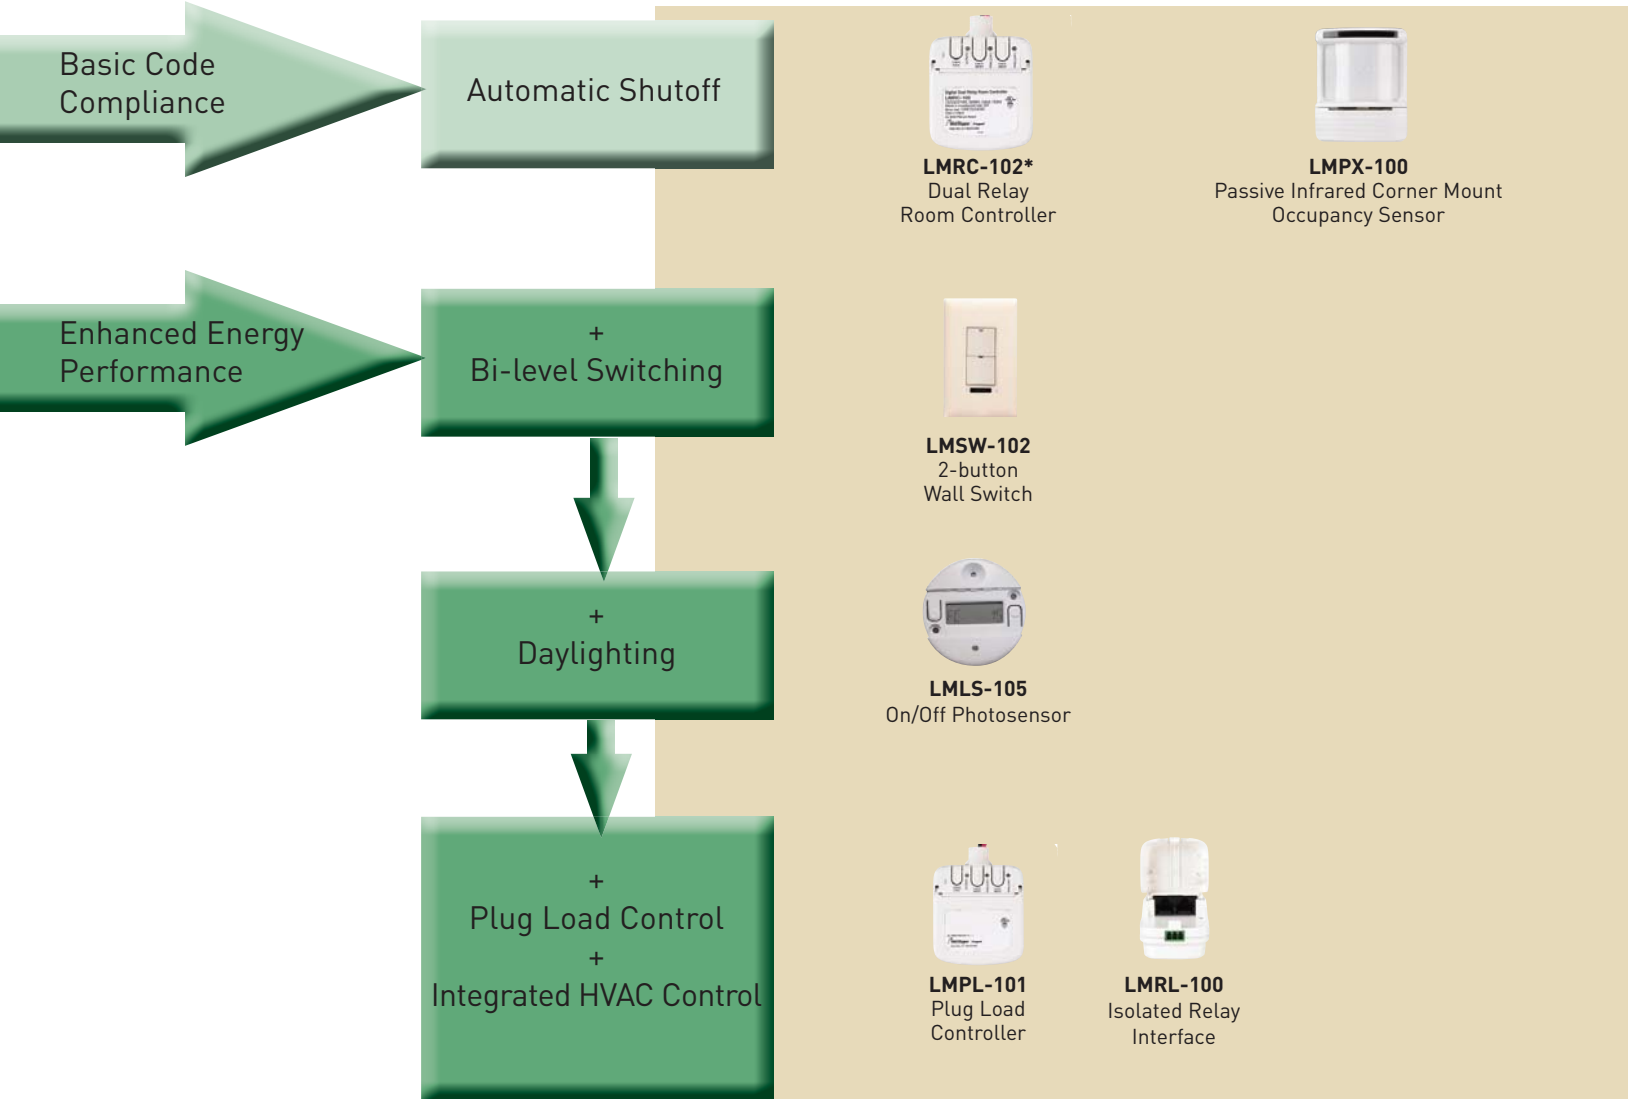 Basic Code
Compliance
Automatic Shutoff
LMRC-102*
Dual Relay
Room Controller
LMPX-100
Passive Infrared Corner Mount
Occupancy Sensor
Enhanced Energy
Performance
+
Bi-level Switching
LMSW-102
2-button
Wall Switch
+
Daylighting
LMLS-105
On/Off Photosensor
+
Plug Load Control
+
Integrated HVAC Control
LMPL-101
Plug Load
Controller
LMRL-100
Isolated Relay
Interface